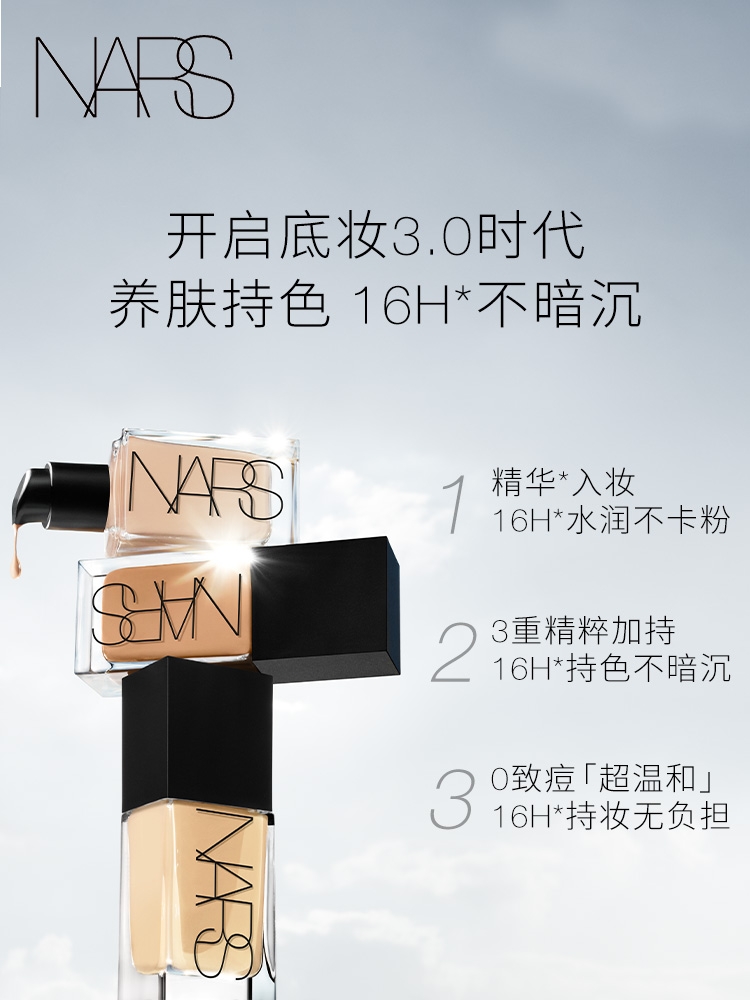 NARS
开启底妆3.0时代
养肤持色 16H*不暗沉
NARS
NARS
NARS
1 精华*入妆
16H*水润不卡粉
2 3重精粹加持
16H*持色不暗沉
3 0致痘「超温和」
16H*持妆无负担